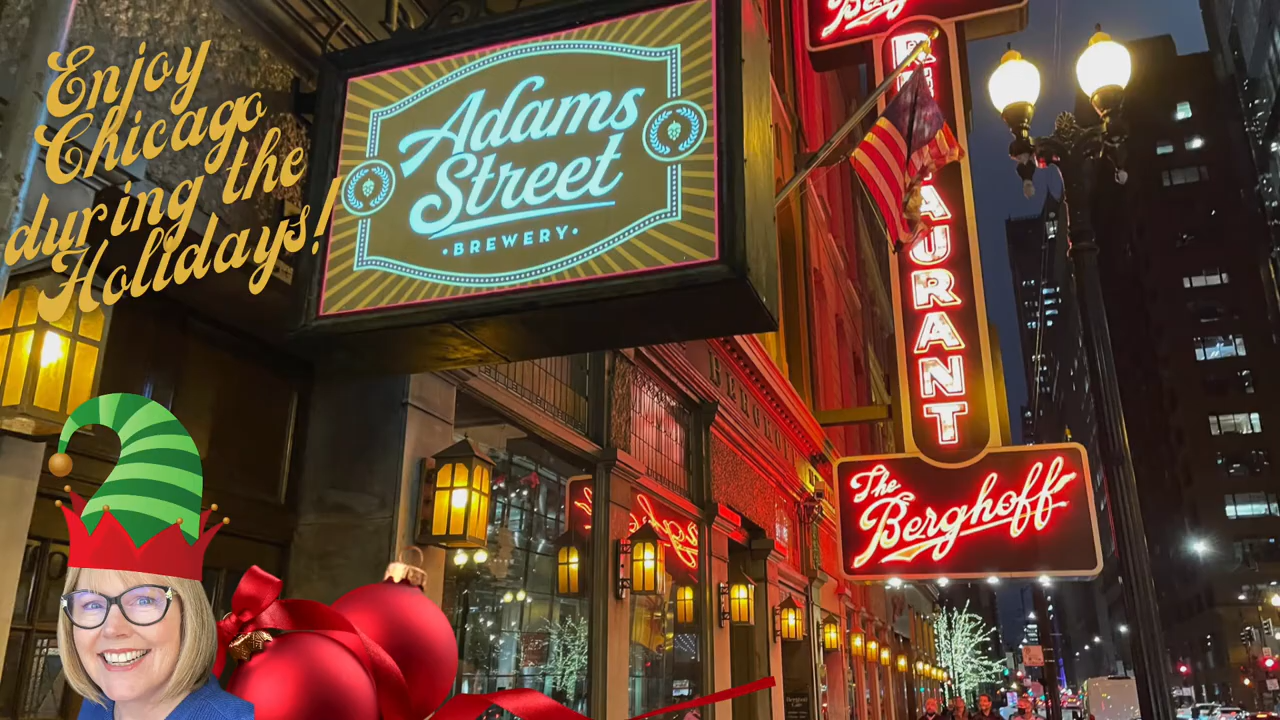 Enjoy
Chicago
during the
Holidays!
Adams
Street
• BREWERY •
RESTAURANT
The
Berghoff